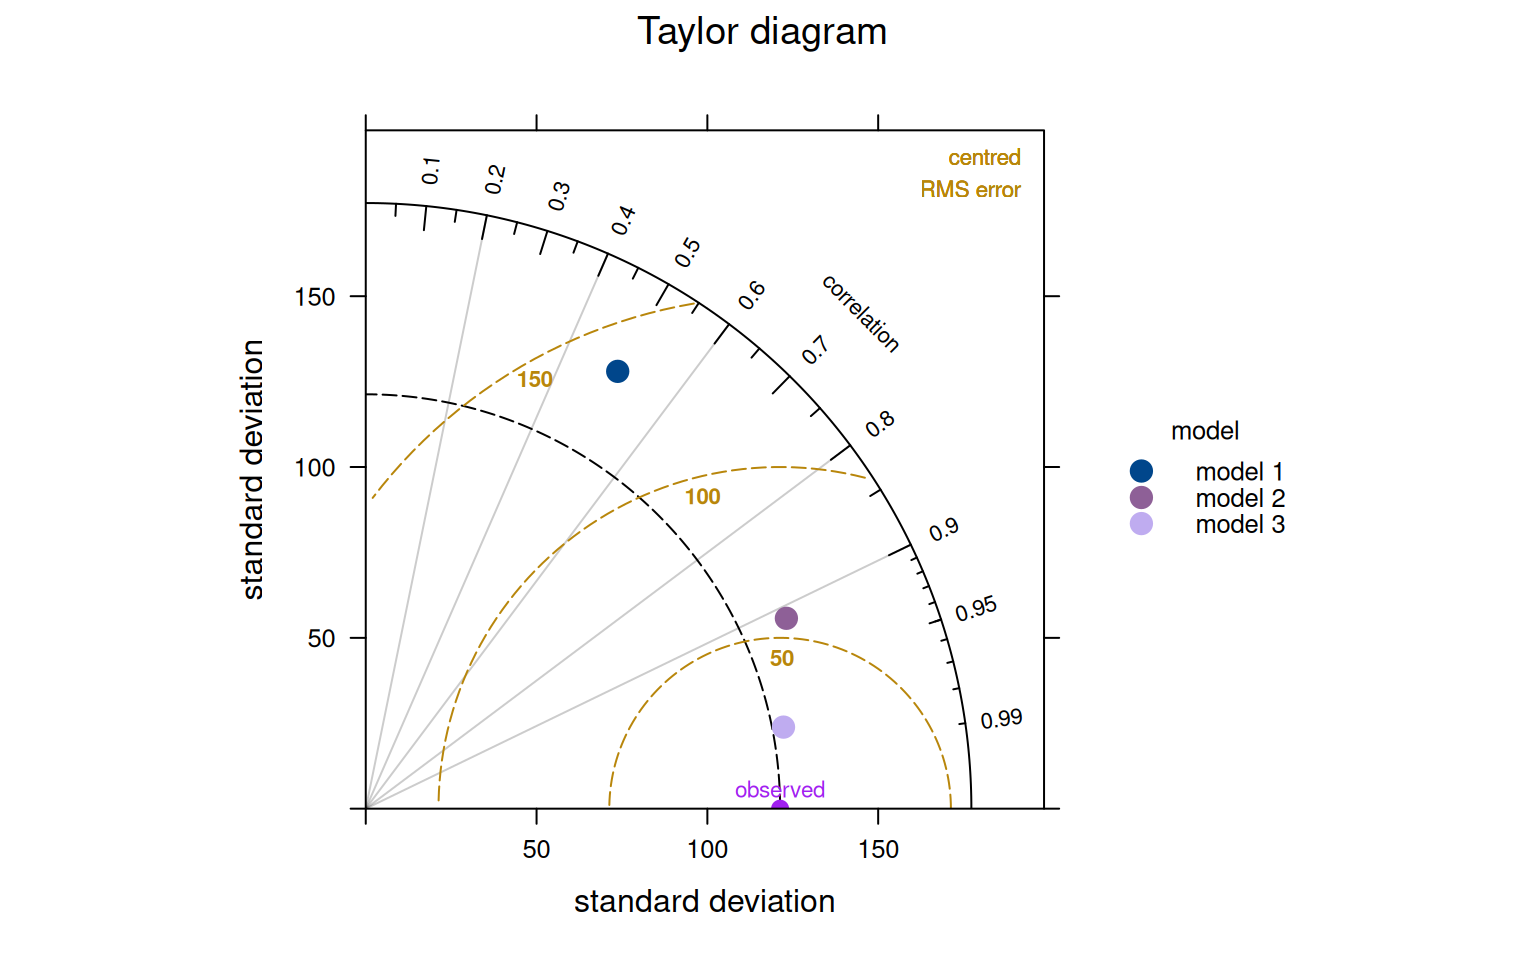 Taylor diagram
centred
RMS error
0.1
0.2
0.3
0.4
0.5
0.6
0.7
0.8
0.9
0.95
0.99
correlation
150
100
50
standard deviation
150
100
50
observed
50
100
150
standard deviation
model
model 1
model 2
model 3